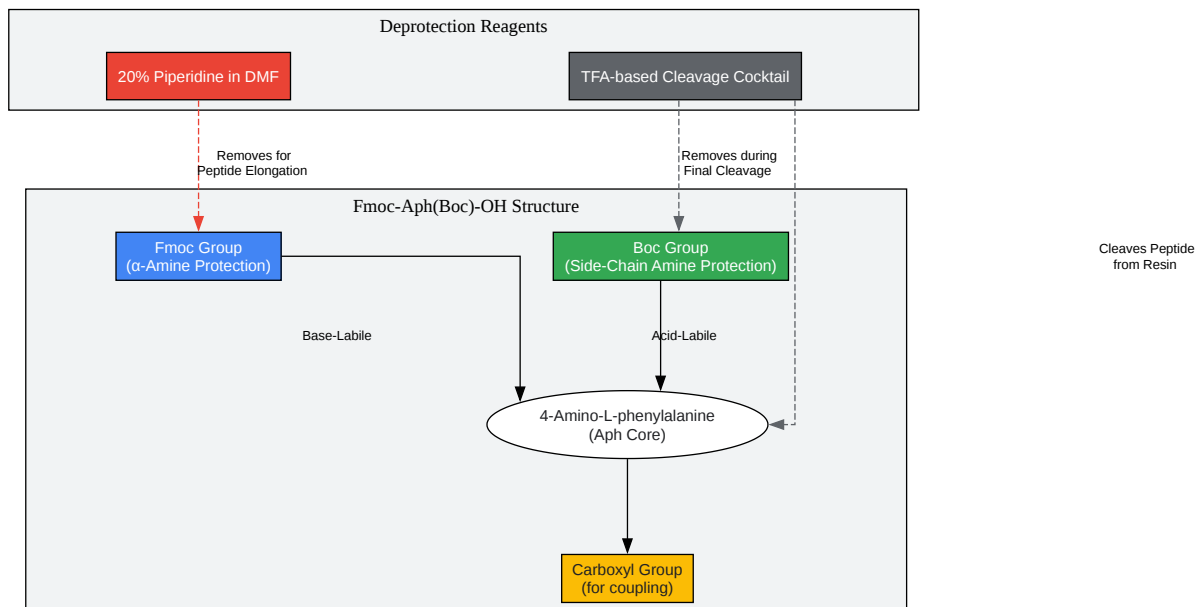 Deprotection Reagents
20% Piperidine in DMF
TFA-based Cleavage Cocktail
Removes for
Peptide Elongation
Removes during
Final Cleavage
Fmoc-Aph(Boc)-OH Structure
Fmoc Group
(α-Amine Protection)
Boc Group
(Side-Chain Amine Protection)
Cleaves Peptide
from Resin
Base-Labile
Acid-Labile
4-Amino-L-phenylalanine
(Aph Core)
Carboxyl Group
(for coupling)